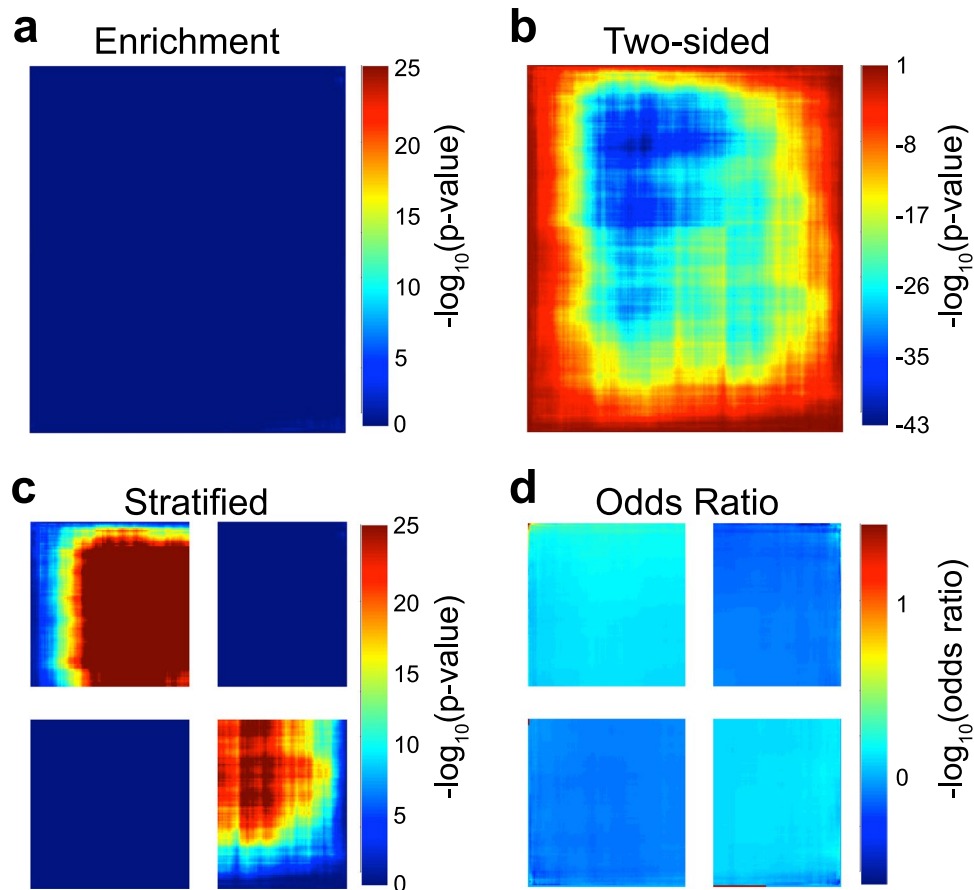 a Enrichment
25
20
15
10
5
0
-log10(p-value)
b Two-sided
1
-8
-17
-26
-35
-43
-log10(p-value)
c Stratified
25
20
15
10
5
0
-log10(p-value)
d Odds Ratio
1
0
-log10(odds ratio)